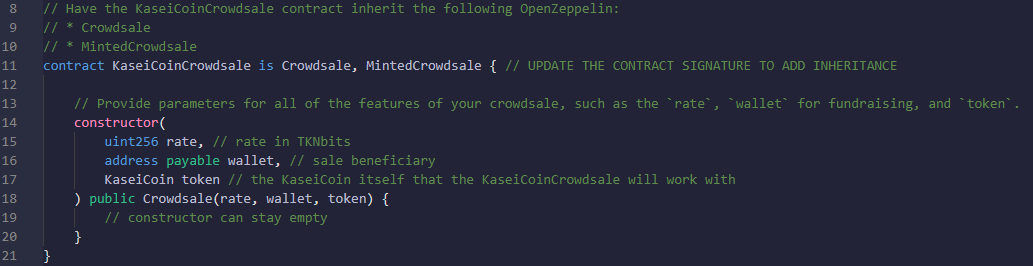 8 // Have the KaseiCoinCrowdsale contract inherit the following OpenZeppelin:
9 // * Crowdsale
10 // * MintedCrowdsale
11 contract KaseiCoinCrowdsale is Crowdsale, MintedCrowdsale { // UPDATE THE CONTRACT SIGNATURE TO ADD INHERITANCE
12
13     // Provide parameters for all of the features of your crowdsale, such as the `rate`, `wallet` for fundraising, and `token`.
14     constructor(
15         uint256 rate, // rate in TKNbits
16         address payable wallet, // sale beneficiary
17         KaseiCoin token // the KaseiCoin itself that the KaseiCoinCrowdsale will work with
18     ) public Crowdsale(rate, wallet, token) {
19         // constructor can stay empty
20     }
21 }